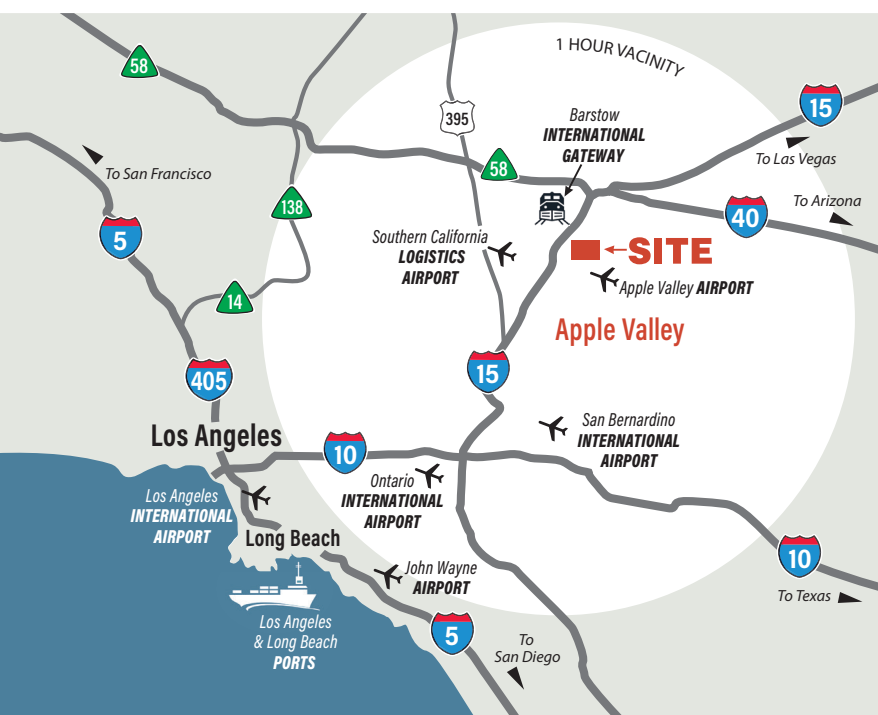 1 HOUR VACINITY
58
395
15
Barstow
INTERNATIONAL
GATEWAY
To Las Vegas
58
To San Francisco
138
To Arizona
40
5
Southern California
LOGISTICS
AIRPORT
SITE
Apple Valley AIRPORT
14
Apple Valley
15
405
Los Angeles
San Bernardino
INTERNATIONAL
AIRPORT
10
Ontario
INTERNATIONAL
AIRPORT
Los Angeles
INTERNATIONAL
AIRPORT
Long Beach
10
John Wayne
AIRPORT
To Texas
Los Angeles
& Long Beach
PORTS
5
To
San Diego